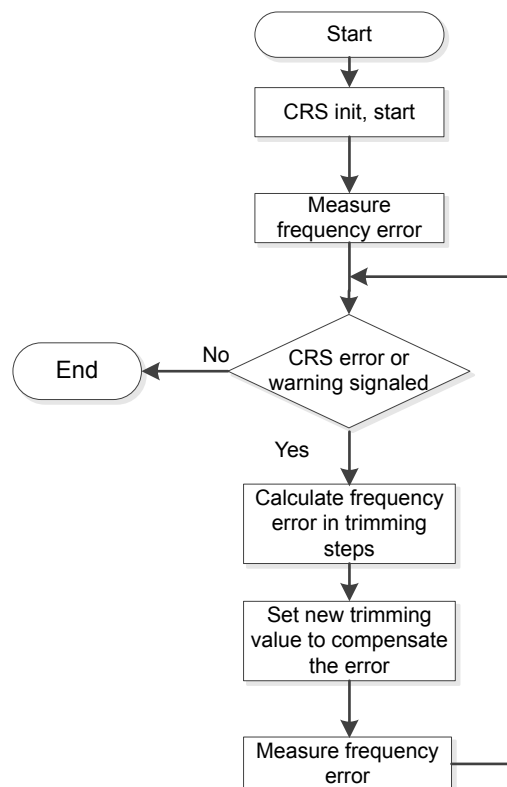 Start
CRS init, start
Measure
frequency error
CRS error or
warning signaled
No
End
Yes
Calculate frequency
error in trimming
steps
Set new trimming
value to compensate
the error
Measure frequency
error